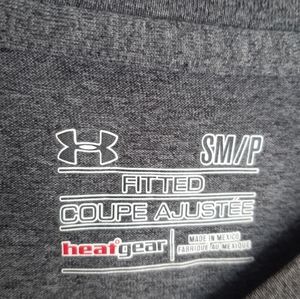 SM//P
FITTED
COUPE AJUSTÉE
heatgear
MADE IN MEXICO
FABRIQUÉ AU MEXIQUE